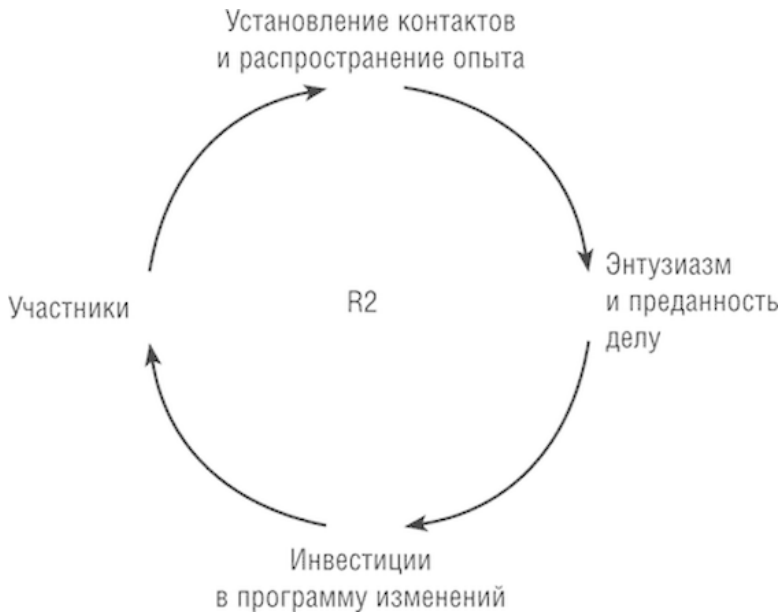 Установление контактов
и распространение опыта
Энтузиазм
и преданность
делу
Участники
R2
Инвестиции
в программу изменений